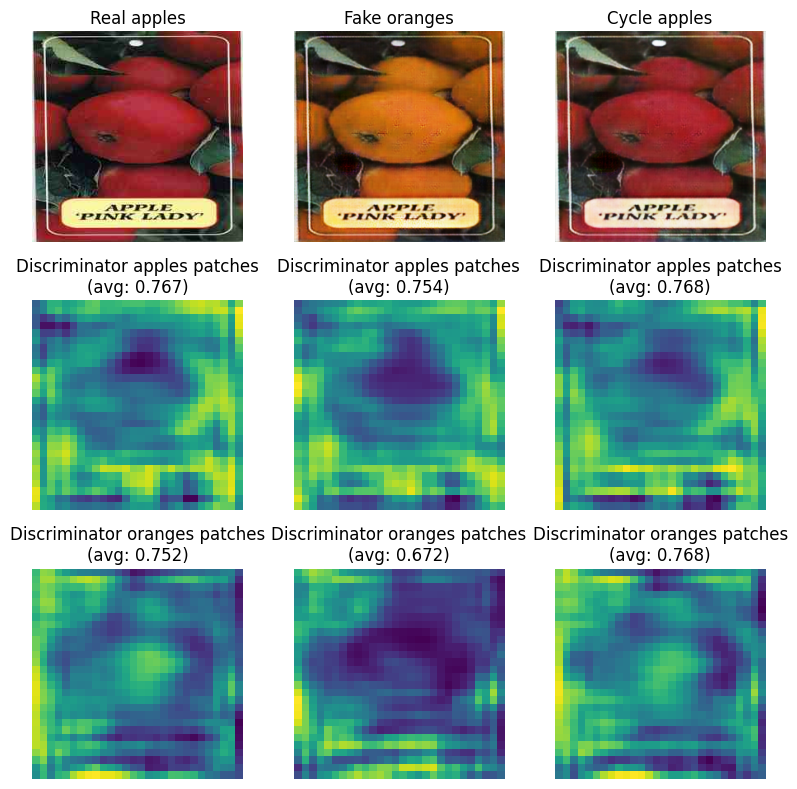 Real apples
Fake oranges
Cycle apples
APPLE
‘PINK LADY’
APPLE
‘PINK LADY’
APPLE
‘PINK LADY’
Discriminator apples patches
(avg: 0.767)
Discriminator apples patches
(avg: 0.754)
Discriminator apples patches
(avg: 0.768)
Discriminator oranges patches
(avg: 0.752)
Discriminator oranges patches
(avg: 0.672)
Discriminator oranges patches
(avg: 0.768)